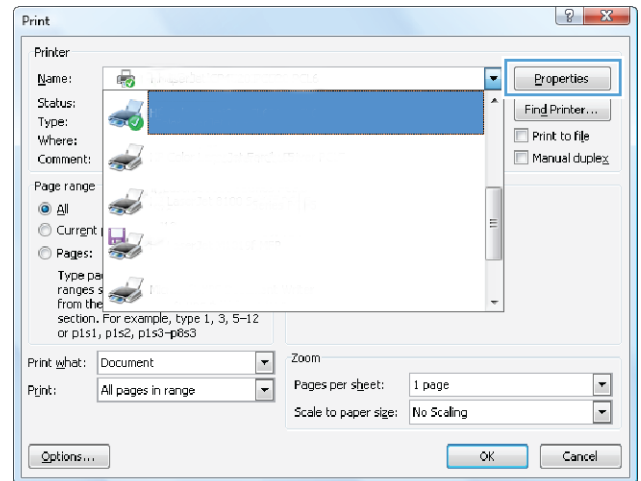 Print
Printer
Name:
Properties
Status:
Find Printer...
Type:
Print to file
Where:
Manual duplex
Comment:
Page range
All
Current
Pages:
Type pa
ranges s
from the
section. For example, type 1, 3, 5–12
or p1s1, p1s2, p1s3–p8s3
Print what: Document
Print: All pages in range
Zoom
Pages per sheet: 1 page
Scale to paper size: No Scaling
Options...
OK
Cancel